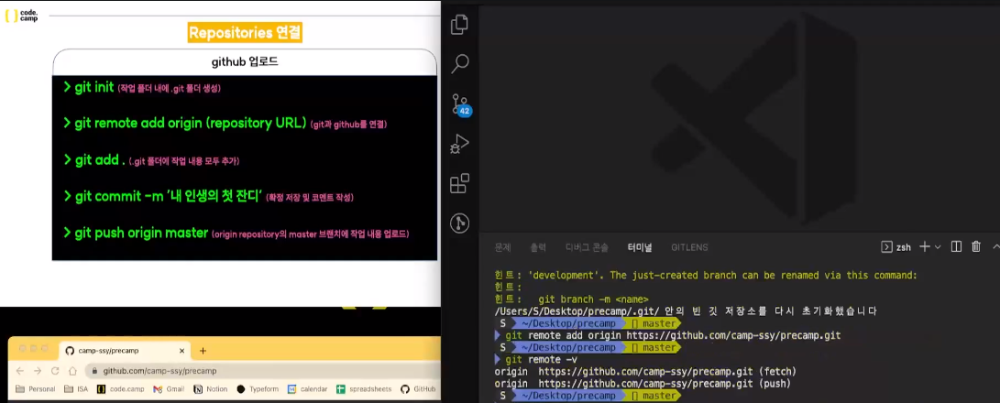 code.
camp
Repositories 연결
github 업로드
> git init (작업 폴더 내에 .git 폴더 생성)
> git remote add origin (repository URL) (git과 github를 연결)
> git add . (.git 폴더에 작업 내용 모두 추가)
> git commit -m '내 인생의 첫 잔디' (확정 저장 및 코멘트 작성)
> git push origin master (origin repository의 master 브랜치에 작업 내용 업로드)
camp-ssy/precamp
github.com/camp-ssy/precamp
Personal ISA code.camp Gmail Notion Typeform calendar spreadsheets GitHub
42
문제 출력 디버그 콘솔 터미널 GITLENS
zsh
힌트: 'development'. The just-created branch can be renamed via this command:
힌트:
힌트: git branch -m <name>
/Users/S/Desktop/precamp/.git/ 안의 빈 깃 저장소를 다시 초기화했습니다
S ~/Desktop/precamp master
git remote add origin https://github.com/camp-ssy/precamp.git
S ~/Desktop/precamp master
git remote -v
origin https://github.com/camp-ssy/precamp.git (fetch)
origin https://github.com/camp-ssy/precamp.git (push)
S ~/Desktop/precamp master